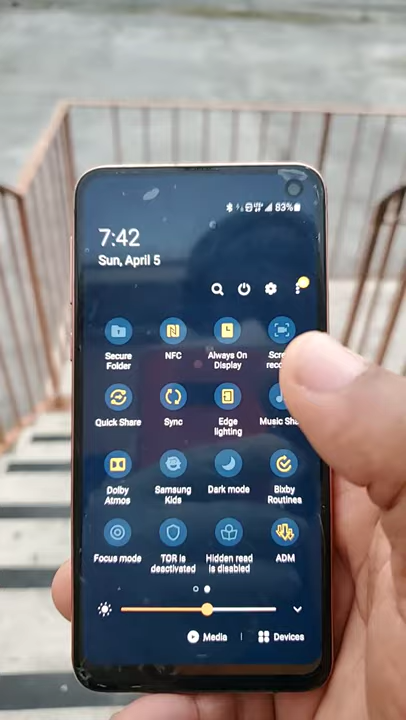 83%
7:42
Sun, April 5
Secure Folder
NFC
Always On Display
Quick Share
Sync
Edge lighting
Music
Dolby Atmos
Samsung Kids
Dark mode
Bixby Routines
Focus mode
TOR is deactivated
Hidden read is disabled
ADM
Media | Devices